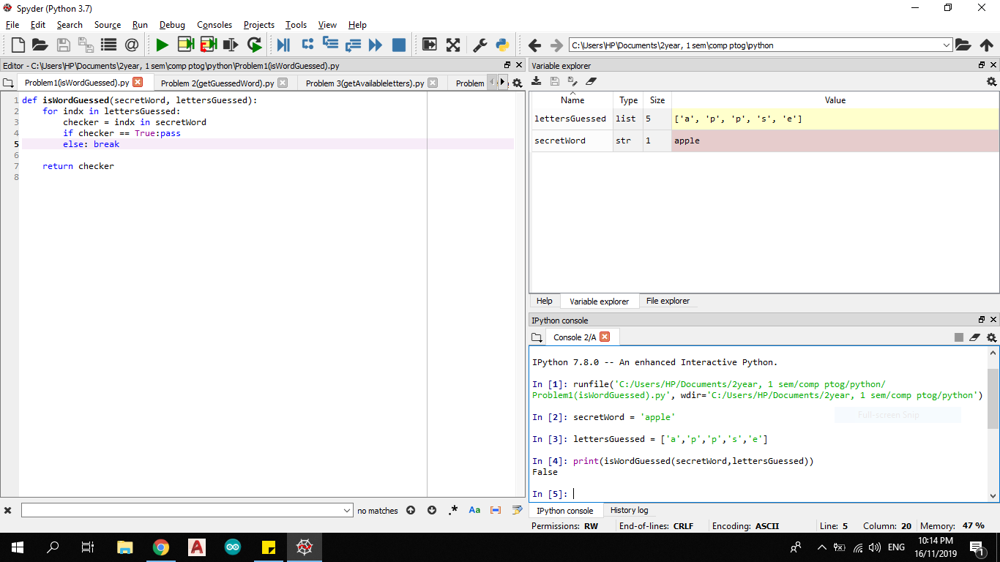 Spyder (Python 3.7)
File Edit Search Source Run Debug Consoles Projects Tools View Help
C:\Users\HP\Documents\2year, 1 sem\comp ptog\python
Editor - C:\Users\HP\Documents\2year, 1 sem\comp ptog\python\Problem1(isWordGuessed).py
Problem1(isWordGuessed).py Problem 2(getGuessedWord).py Problem 3(getAvailableletters).py Problem
1 def isWordGuessed(secretWord, lettersGuessed):
2     for indx in lettersGuessed:
3         checker = indx in secretWord
4         if checker == True:pass
5         else: break
6
7     return checker
8
no matches .* Aa
Variable explorer
Name Type Size Value
lettersGuessed list 5 ['a', 'p', 'p', 's', 'e']
secretWord str 1 apple
Help Variable explorer File explorer
IPython console
Console 2/A
IPython 7.8.0 -- An enhanced Interactive Python.
In [1]: runfile('C:/Users/HP/Documents/2year, 1 sem/comp ptog/python/
Problem1(isWordGuessed).py', wdir='C:/Users/HP/Documents/2year, 1 sem/comp ptog/python')
In [2]: secretWord = 'apple'
Full-screen Snip
In [3]: lettersGuessed = ['a','p','p','s','e']
In [4]: print(isWordGuessed(secretWord,lettersGuessed))
False
In [5]:
IPython console History log
Permissions: RW End-of-lines: CRLF Encoding: ASCII Line: 5 Column: 20 Memory: 47 %
ENG 10:14 PM
16/11/2019 1